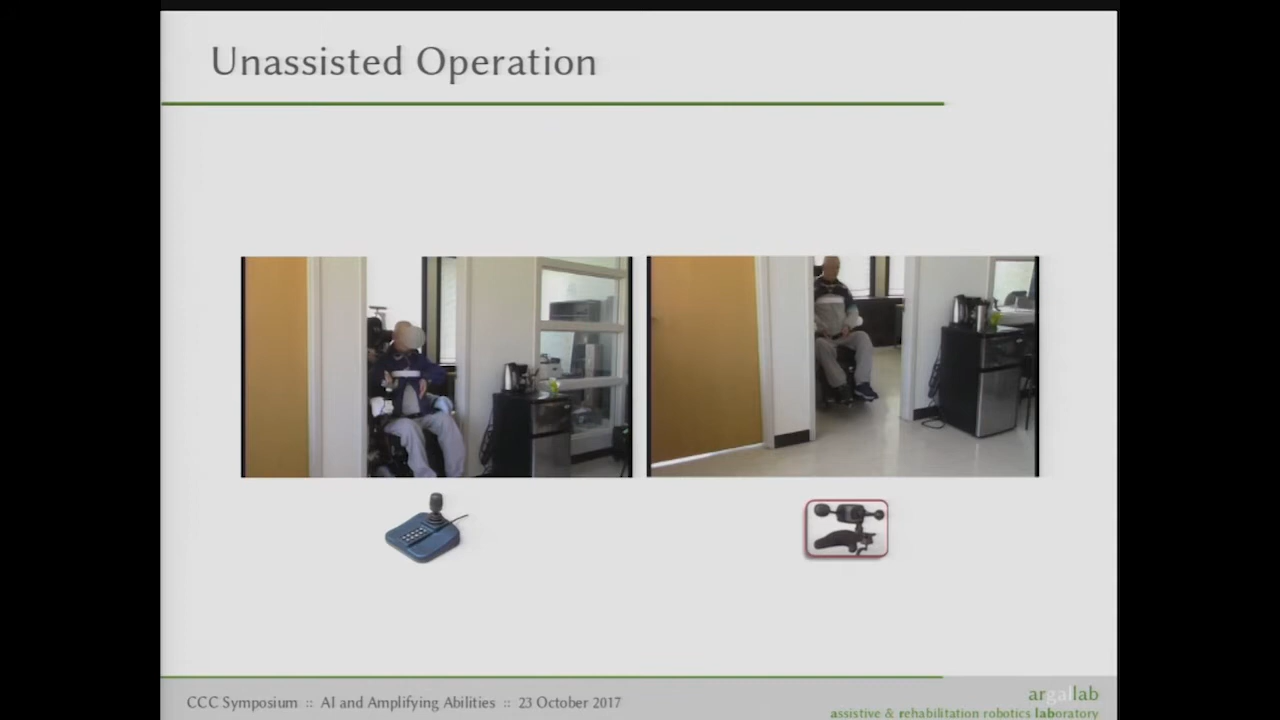 Unassisted Operation
CCC Symposium :: AI and Amplifying Abilities :: 23 October 2017
argallab
assistive & rehabilitation robotics laboratory